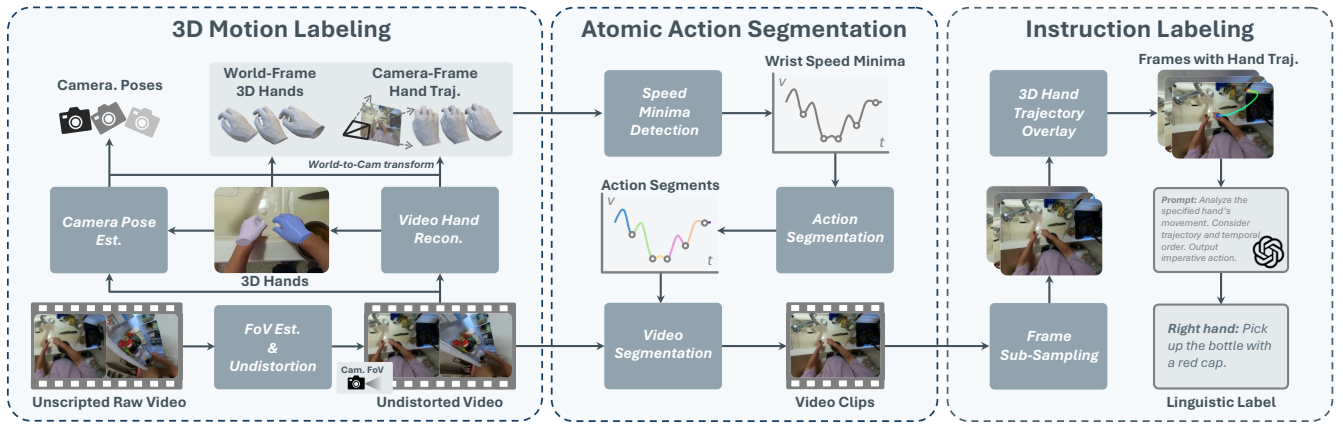 3D Motion Labeling
Camera. Poses
World-Frame
3D Hands
Camera-Frame
Hand Traj.
World-to-Cam transform
Camera Pose
Est.
Video Hand
Recon.
3D Hands
FoV Est.
&
Undistortion
Cam. FoV
Unscripted Raw Video
Undistorted Video
Atomic Action Segmentation
Speed
Minima
Detection
Wrist Speed Minima
v
t
Action Segments
v
t
Action
Segmentation
Video
Segmentation
Video Clips
Instruction Labeling
3D Hand
Trajectory
Overlay
Frames with Hand Traj.
Prompt: Analyze the
specified hand's
movement. Consider
trajectory and temporal
order. Output
imperative action.
Frame
Sub-Sampling
Right hand: Pick
up the bottle with
a red cap.
Linguistic Label